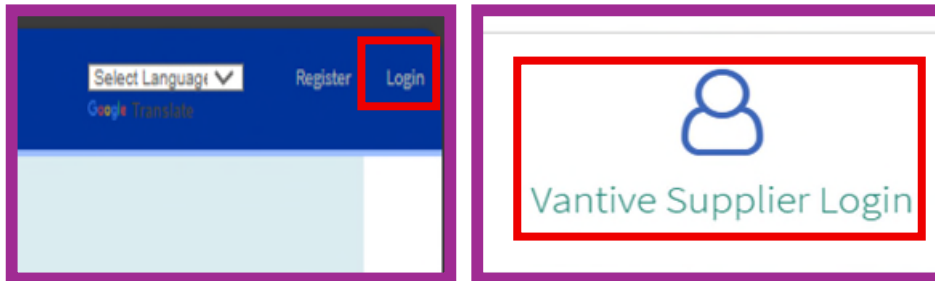 Select Language
Register
Login
Google Translate
Vantive Supplier Login